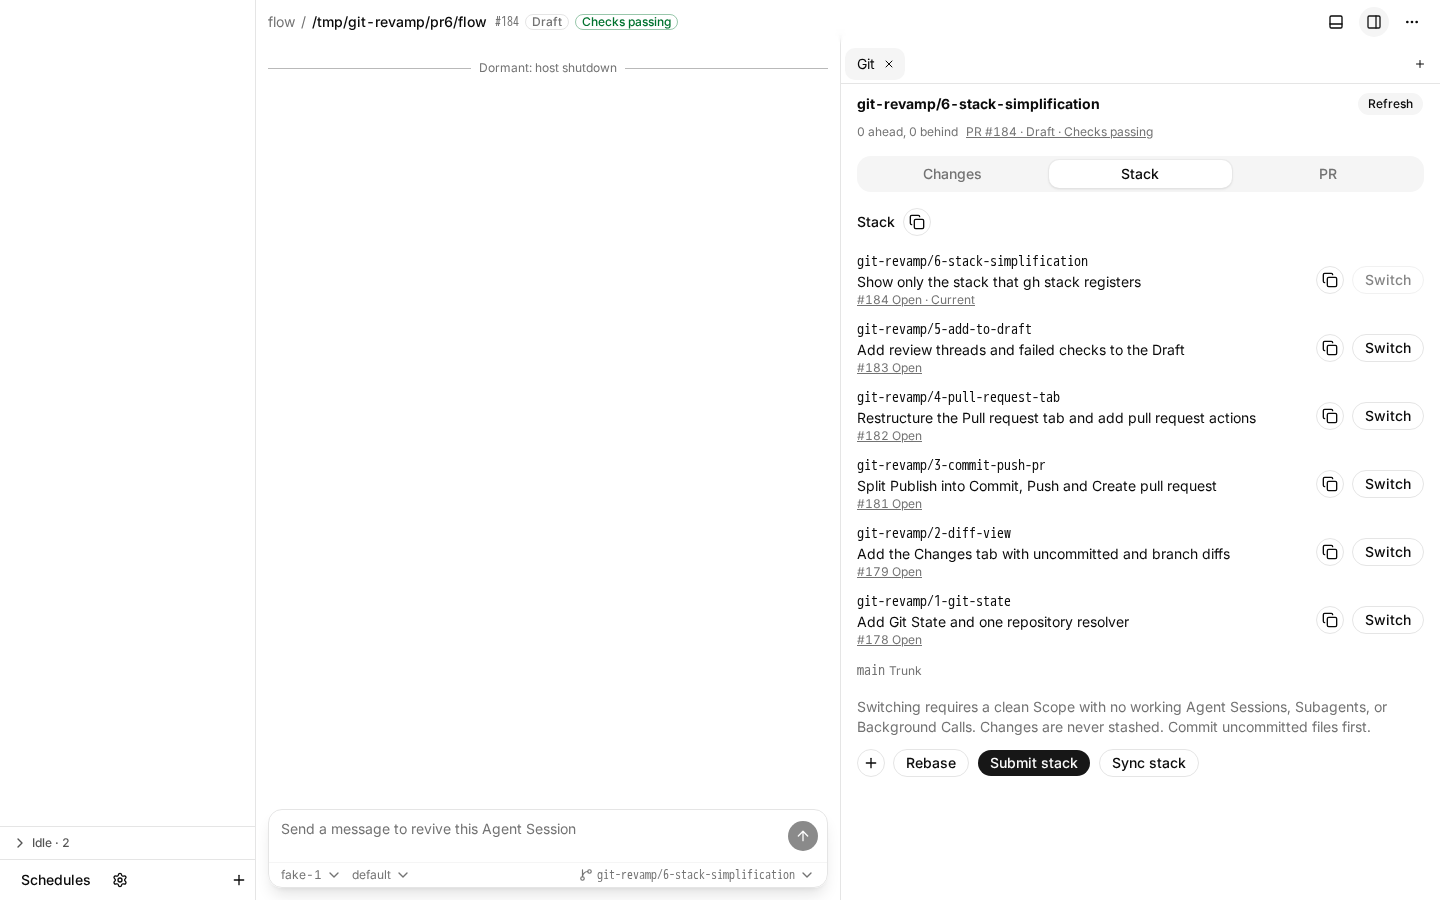 flow / /tmp/git-revamp/pr6/flow #184 Draft Checks passing
Dormant: host shutdown
Git
git-revamp/6-stack-simplification
Refresh
0 ahead, 0 behind PR #184 · Draft · Checks passing
Changes Stack PR
Stack
git-revamp/6-stack-simplification
Show only the stack that gh stack registers
#184 Open · Current
Switch
git-revamp/5-add-to-draft
Add review threads and failed checks to the Draft
#183 Open
Switch
git-revamp/4-pull-request-tab
Restructure the Pull request tab and add pull request actions
#182 Open
Switch
git-revamp/3-commit-push-pr
Split Publish into Commit, Push and Create pull request
#181 Open
Switch
git-revamp/2-diff-view
Add the Changes tab with uncommitted and branch diffs
#179 Open
Switch
git-revamp/1-git-state
Add Git State and one repository resolver
#178 Open
Switch
main Trunk
Switching requires a clean Scope with no working Agent Sessions, Subagents, or
Background Calls. Changes are never stashed. Commit uncommitted files first.
Rebase Submit stack Sync stack
Send a message to revive this Agent Session
fake-1 default git-revamp/6-stack-simplification
Idle · 2
Schedules